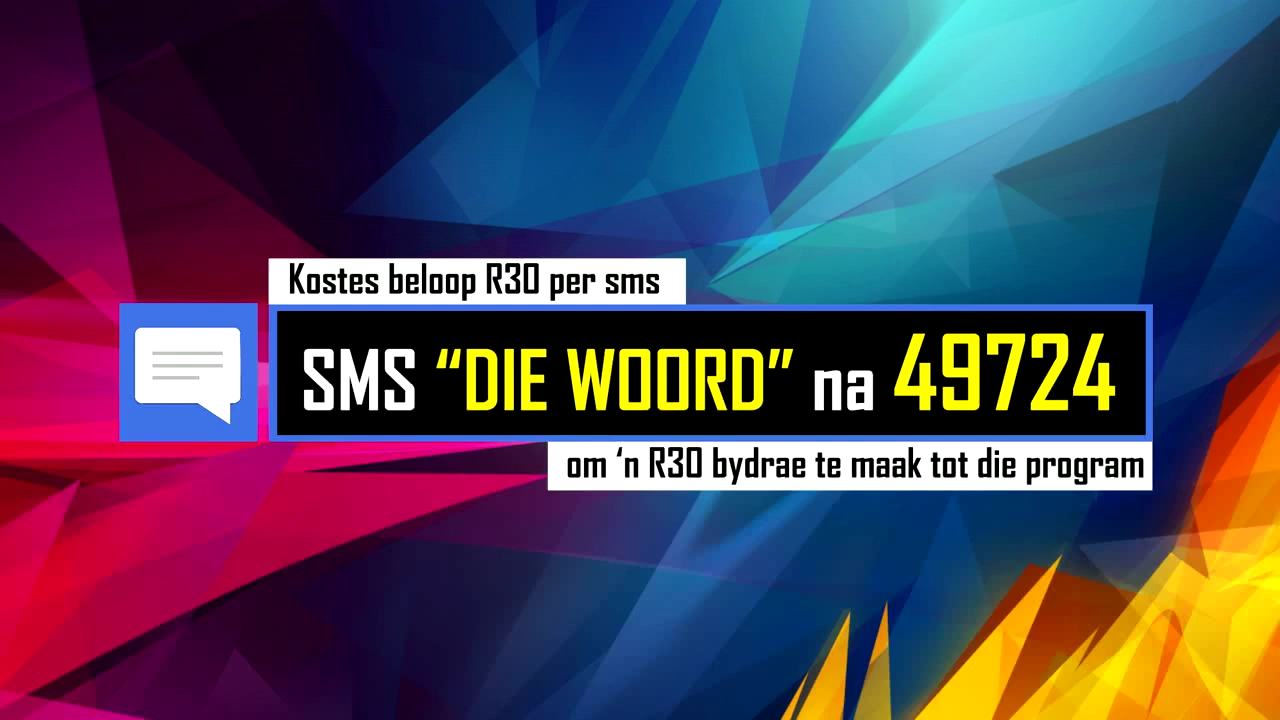 Kostes beloop R30 per sms
SMS “DIE WOORD” na 49724
om ‘n R30 bydrae te maak tot die program